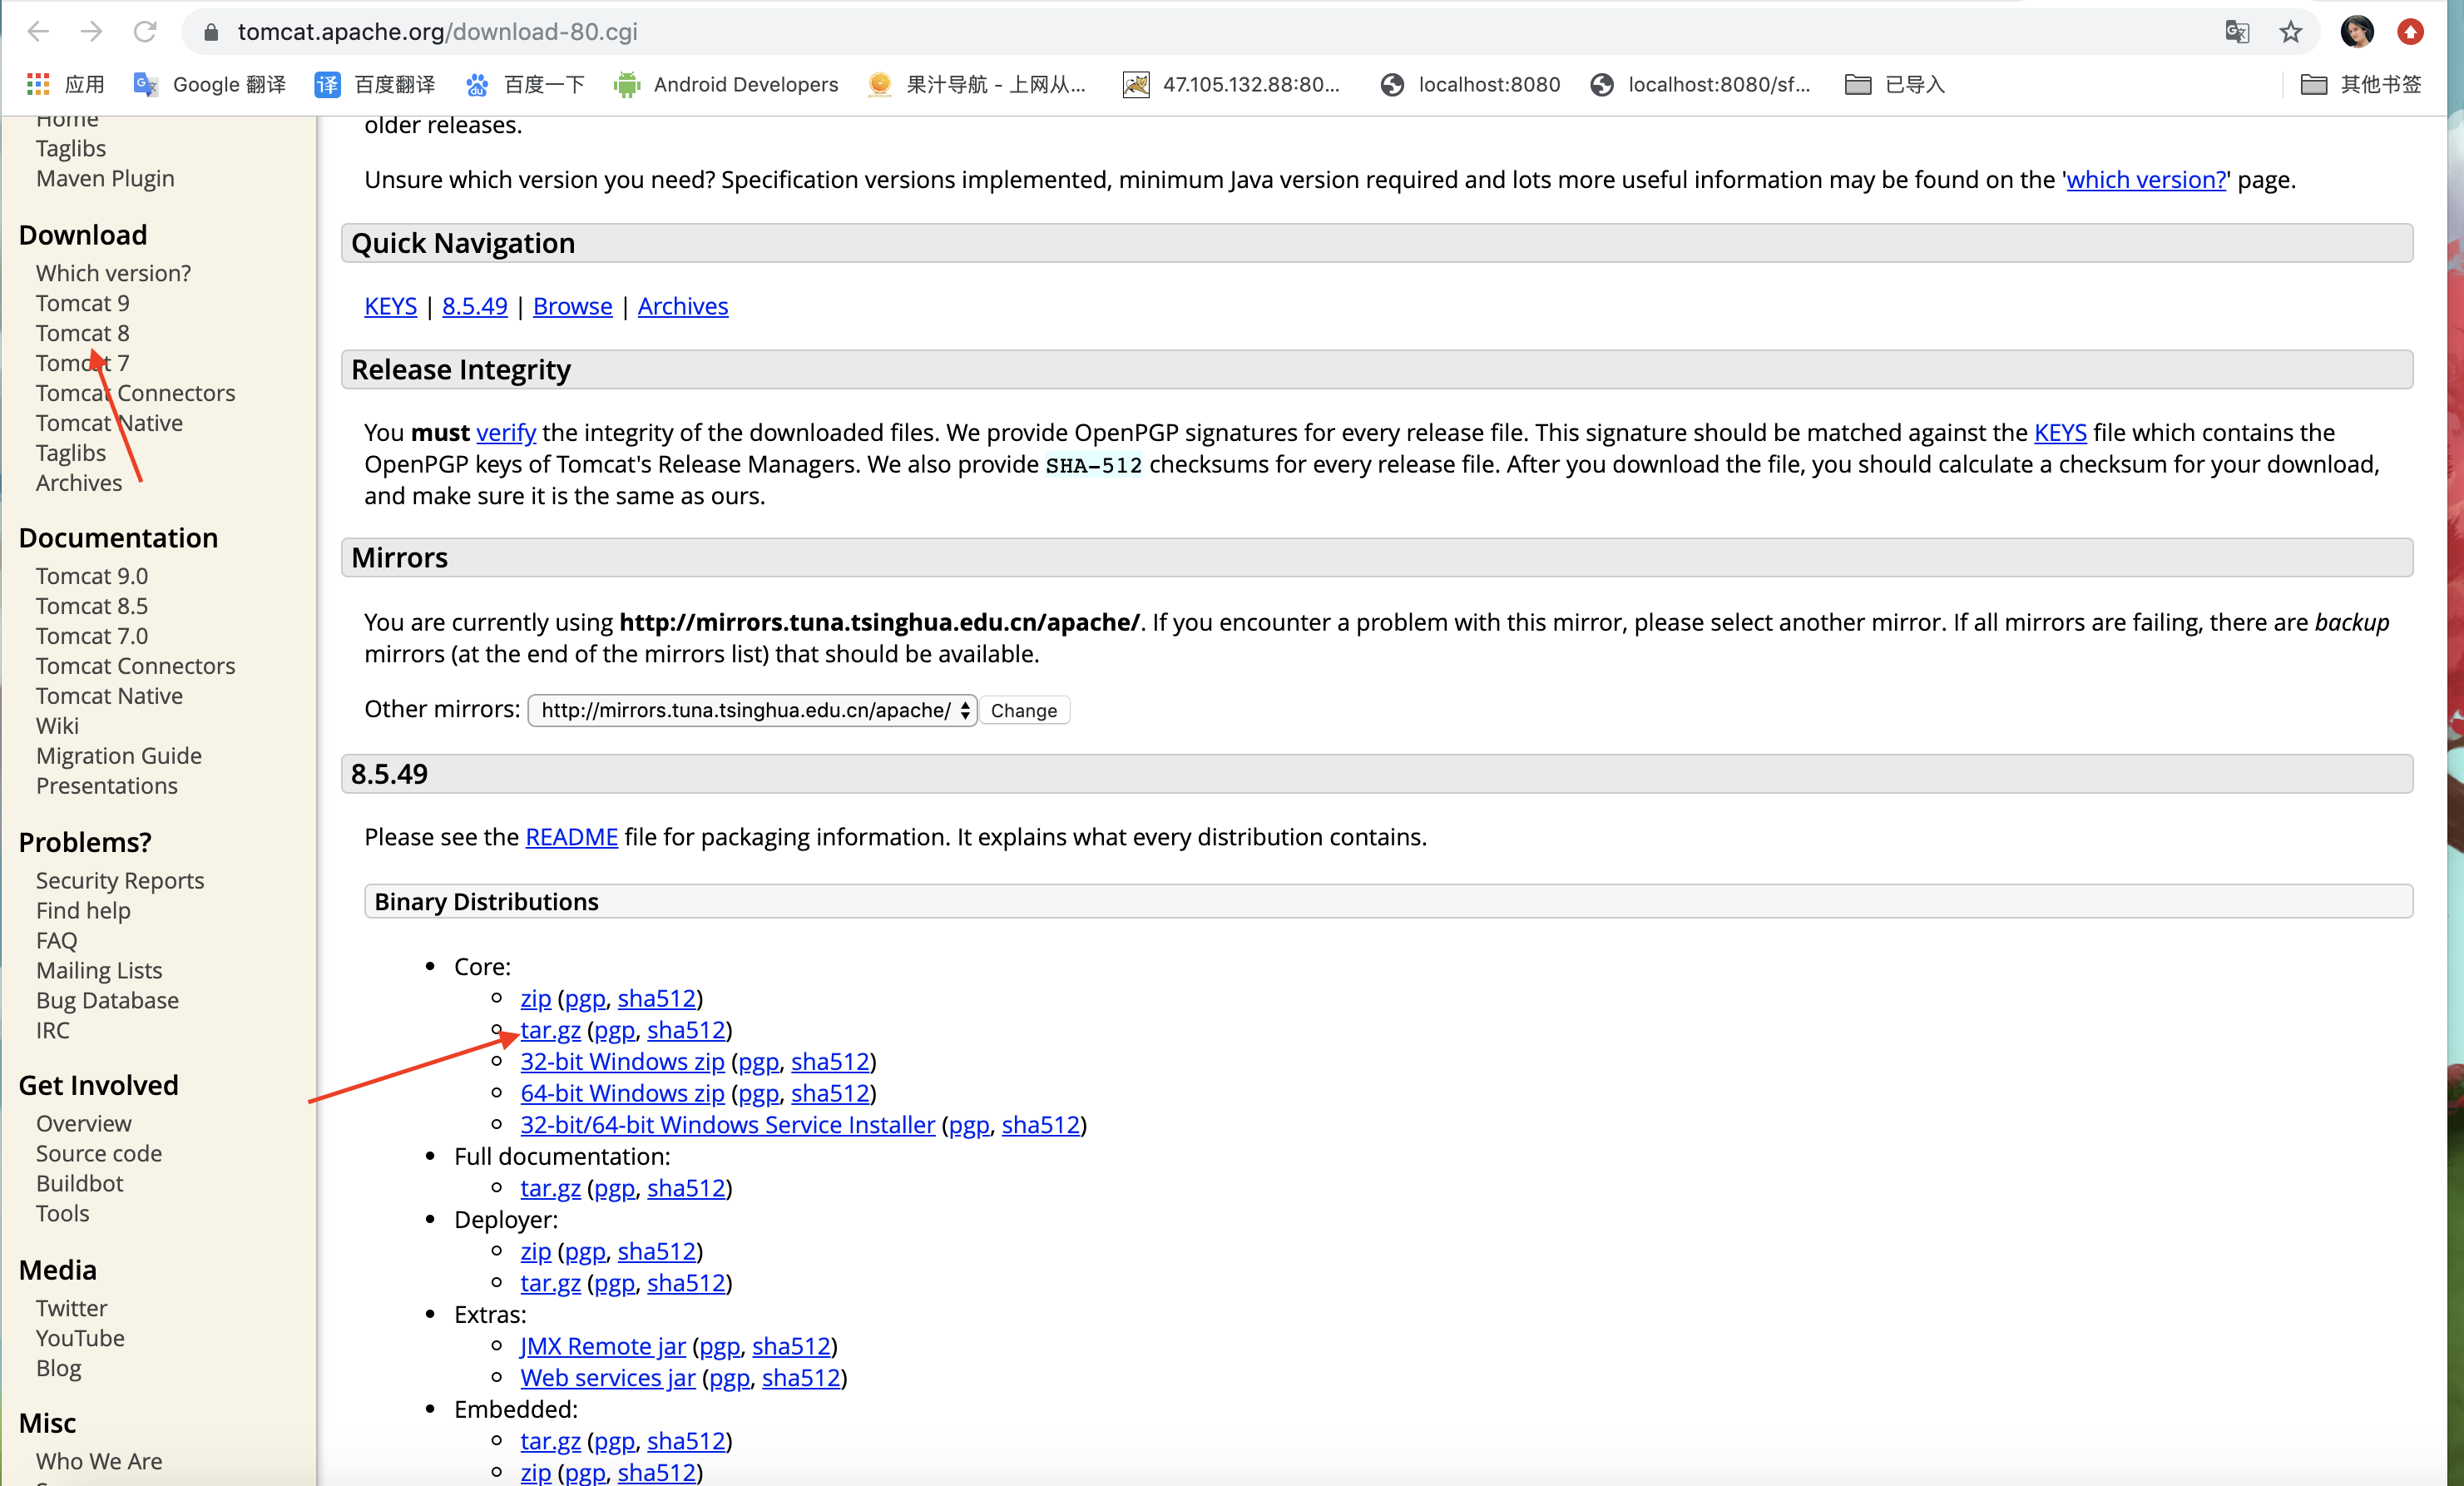 tomcat.apache.org/download-80.cgi
应用
Google 翻译
百度翻译
百度一下
Android Developers
果汁导航 - 上网从...
47.105.132.88:80...
localhost:8080
localhost:8080/sf...
已导入
其他书签
Home
Taglibs
Maven Plugin
Download
Which version?
Tomcat 9
Tomcat 8
Tomcat 7
Tomcat Connectors
Tomcat Native
Taglibs
Archives
Documentation
Tomcat 9.0
Tomcat 8.5
Tomcat 7.0
Tomcat Connectors
Tomcat Native
Wiki
Migration Guide
Presentations
Problems?
Security Reports
Find help
FAQ
Mailing Lists
Bug Database
IRC
Get Involved
Overview
Source code
Buildbot
Tools
Media
Twitter
YouTube
Blog
Misc
Who We Are
older releases.
Unsure which version you need? Specification versions implemented, minimum Java version required and lots more useful information may be found on the 'which version?' page.
Quick Navigation
KEYS | 8.5.49 | Browse | Archives
Release Integrity
You must verify the integrity of the downloaded files. We provide OpenPGP signatures for every release file. This signature should be matched against the KEYS file which contains the
OpenPGP keys of Tomcat's Release Managers. We also provide SHA-512 checksums for every release file. After you download the file, you should calculate a checksum for your download,
and make sure it is the same as ours.
Mirrors
You are currently using http://mirrors.tuna.tsinghua.edu.cn/apache/. If you encounter a problem with this mirror, please select another mirror. If all mirrors are failing, there are backup
mirrors (at the end of the mirrors list) that should be available.
Other mirrors: http://mirrors.tuna.tsinghua.edu.cn/apache/ Change
8.5.49
Please see the README file for packaging information. It explains what every distribution contains.
Binary Distributions
Core:
zip (pgp, sha512)
tar.gz (pgp, sha512)
32-bit Windows zip (pgp, sha512)
64-bit Windows zip (pgp, sha512)
32-bit/64-bit Windows Service Installer (pgp, sha512)
Full documentation:
tar.gz (pgp, sha512)
Deployer:
zip (pgp, sha512)
tar.gz (pgp, sha512)
Extras:
JMX Remote jar (pgp, sha512)
Web services jar (pgp, sha512)
Embedded:
tar.gz (pgp, sha512)
zip (pgp, sha512)